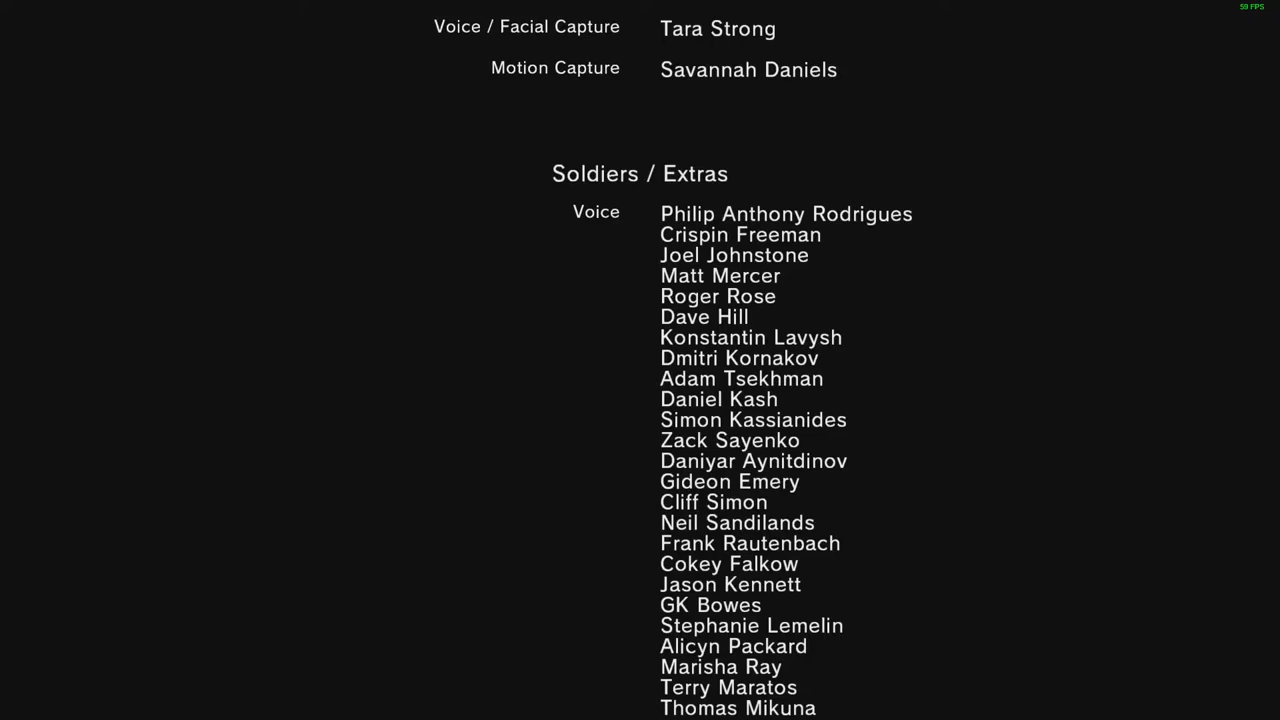 59 FPS
Voice / Facial Capture Tara Strong
Motion Capture Savannah Daniels
Soldiers / Extras
Voice Philip Anthony Rodrigues
Crispin Freeman
Joel Johnstone
Matt Mercer
Roger Rose
Dave Hill
Konstantin Lavysh
Dmitri Kornakov
Adam Tsekhman
Daniel Kash
Simon Kassianides
Zack Sayenko
Daniyar Aynitdinov
Gideon Emery
Cliff Simon
Neil Sandilands
Frank Rautenbach
Cokey Falkow
Jason Kennett
GK Bowes
Stephanie Lemelin
Alicyn Packard
Marisha Ray
Terry Maratos
Thomas Mikuna